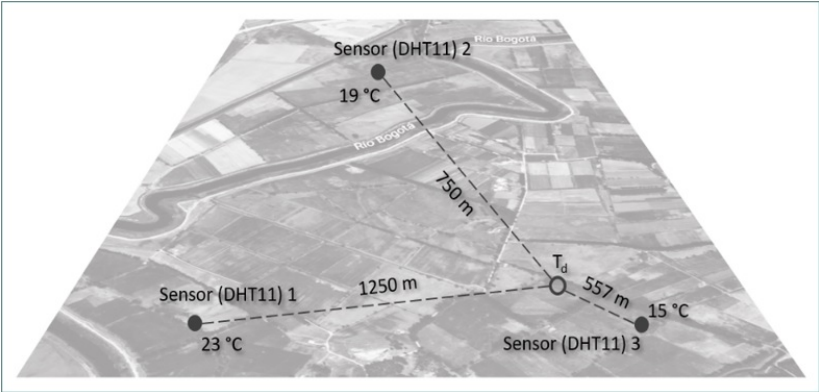 Rio Bogotá
Sensor (DHT11) 2
19 °C
Rio Bogotá
750 m
Td
Sensor (DHT11) 1
1250 m
557 m
15 °C
23 °C
Sensor (DHT11) 3